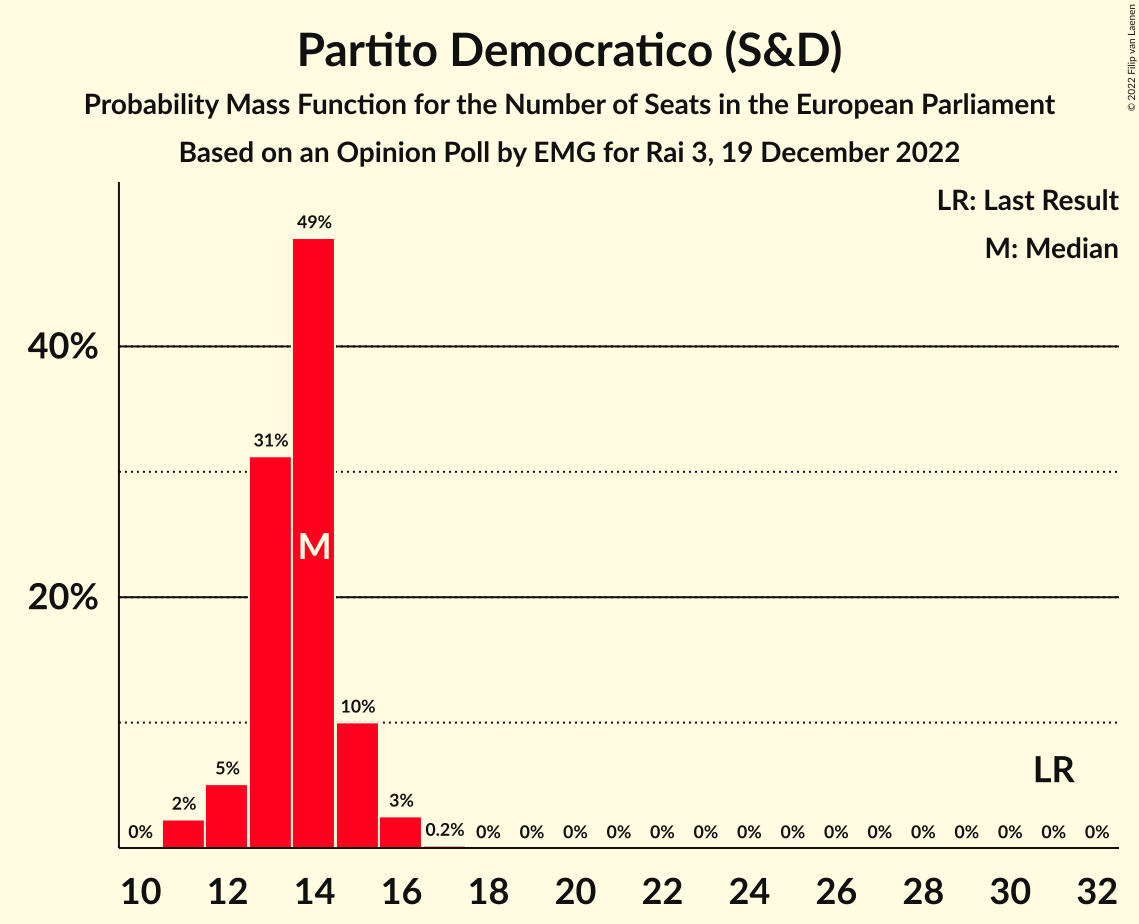 Partito Democratico (S&D)
Probability Mass Function for the Number of Seats in the European Parliament
Based on an Opinion Poll by EMG for Rai 3, 19 December 2022
© 2022 Filip van Laenen
LR: Last Result
M: Median
49%
40%
31%
M
20%
10%
LR
5%
2%
3%
0%
0.2%
0% 0% 0% 0% 0% 0% 0% 0% 0% 0% 0% 0% 0% 0% 0%
10 12 14 16 18 20 22 24 26 28 30 32